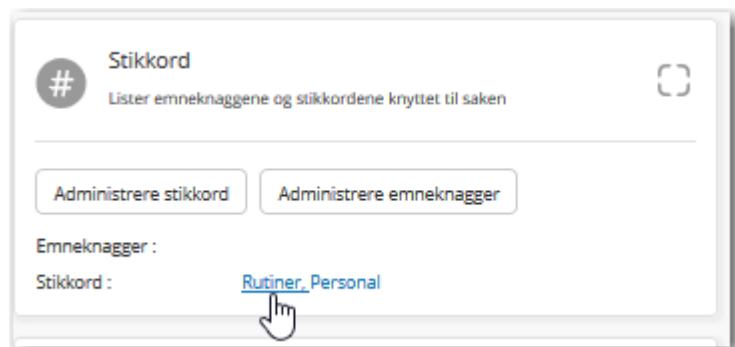 #
Stikkord
Lister emneknaggene og stikkordene knyttet til saken
Administrere stikkord Administrere emneknagger
Emneknagger :
Stikkord : Rutiner, Personal